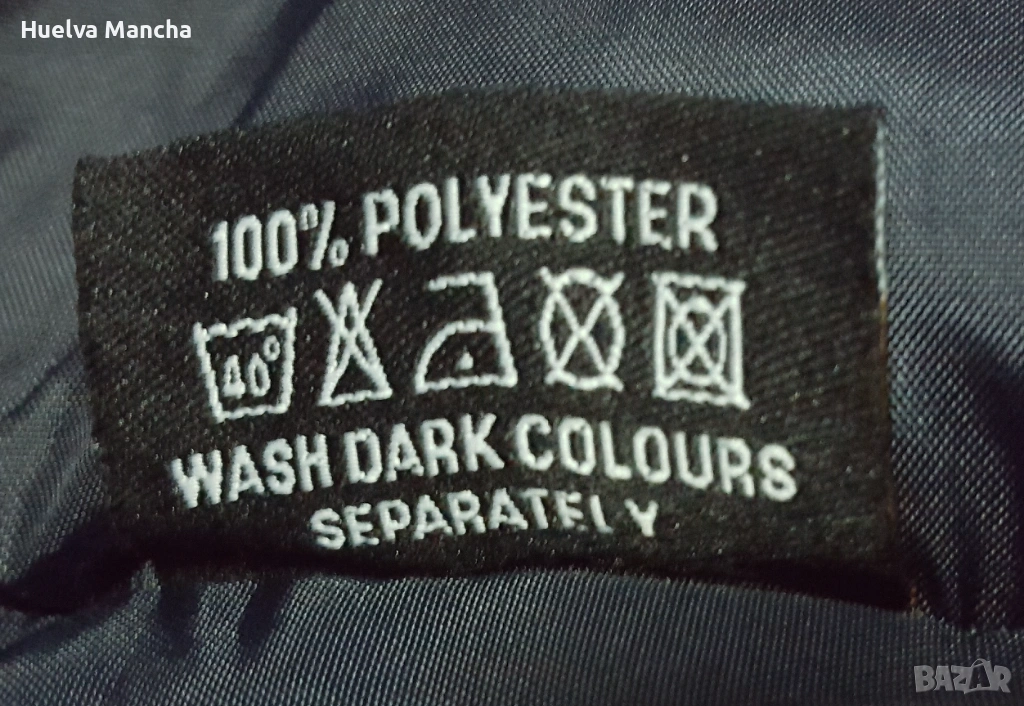 Huelva Mancha
100% POLYESTER
40°
WASH DARK COLOURS
SEPARATELY
BAZAR